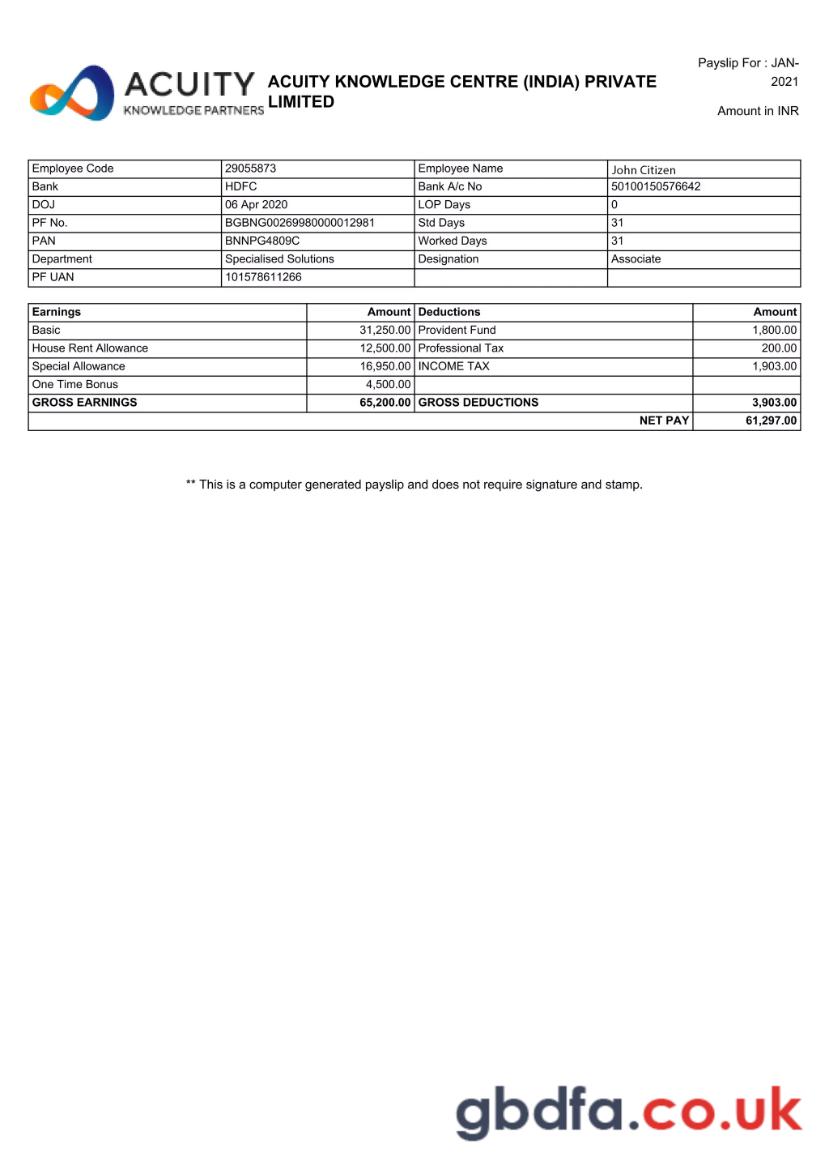 ACUITY
KNOWLEDGE PARTNERS
ACUITY KNOWLEDGE CENTRE (INDIA) PRIVATE
LIMITED
Payslip For : JAN-
2021
Amount in INR
Employee Code 29055873 Employee Name John Citizen
Bank HDFC Bank A/c No 50100150576642
DOJ 06 Apr 2020 LOP Days 0
PF No. BGBNG00269980000012981 Std Days 31
PAN BNNPG4809C Worked Days 31
Department Specialised Solutions Designation Associate
PF UAN 101578611266
Earnings Amount Deductions Amount
Basic 31,250.00 Provident Fund 1,800.00
House Rent Allowance 12,500.00 Professional Tax 200.00
Special Allowance 16,950.00 INCOME TAX 1,903.00
One Time Bonus 4,500.00
GROSS EARNINGS 65,200.00 GROSS DEDUCTIONS 3,903.00
NET PAY 61,297.00
** This is a computer generated payslip and does not require signature and stamp.
gbdfa.co.uk